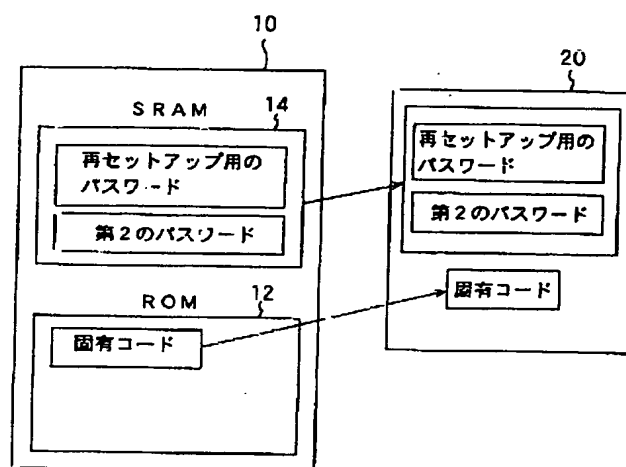 10
SRAM
14
再セットアップ用の
パスワード
第2のパスワード
ROM
12
固有コード
20
再セットアップ用の
パスワード
第2のパスワード
固有コード